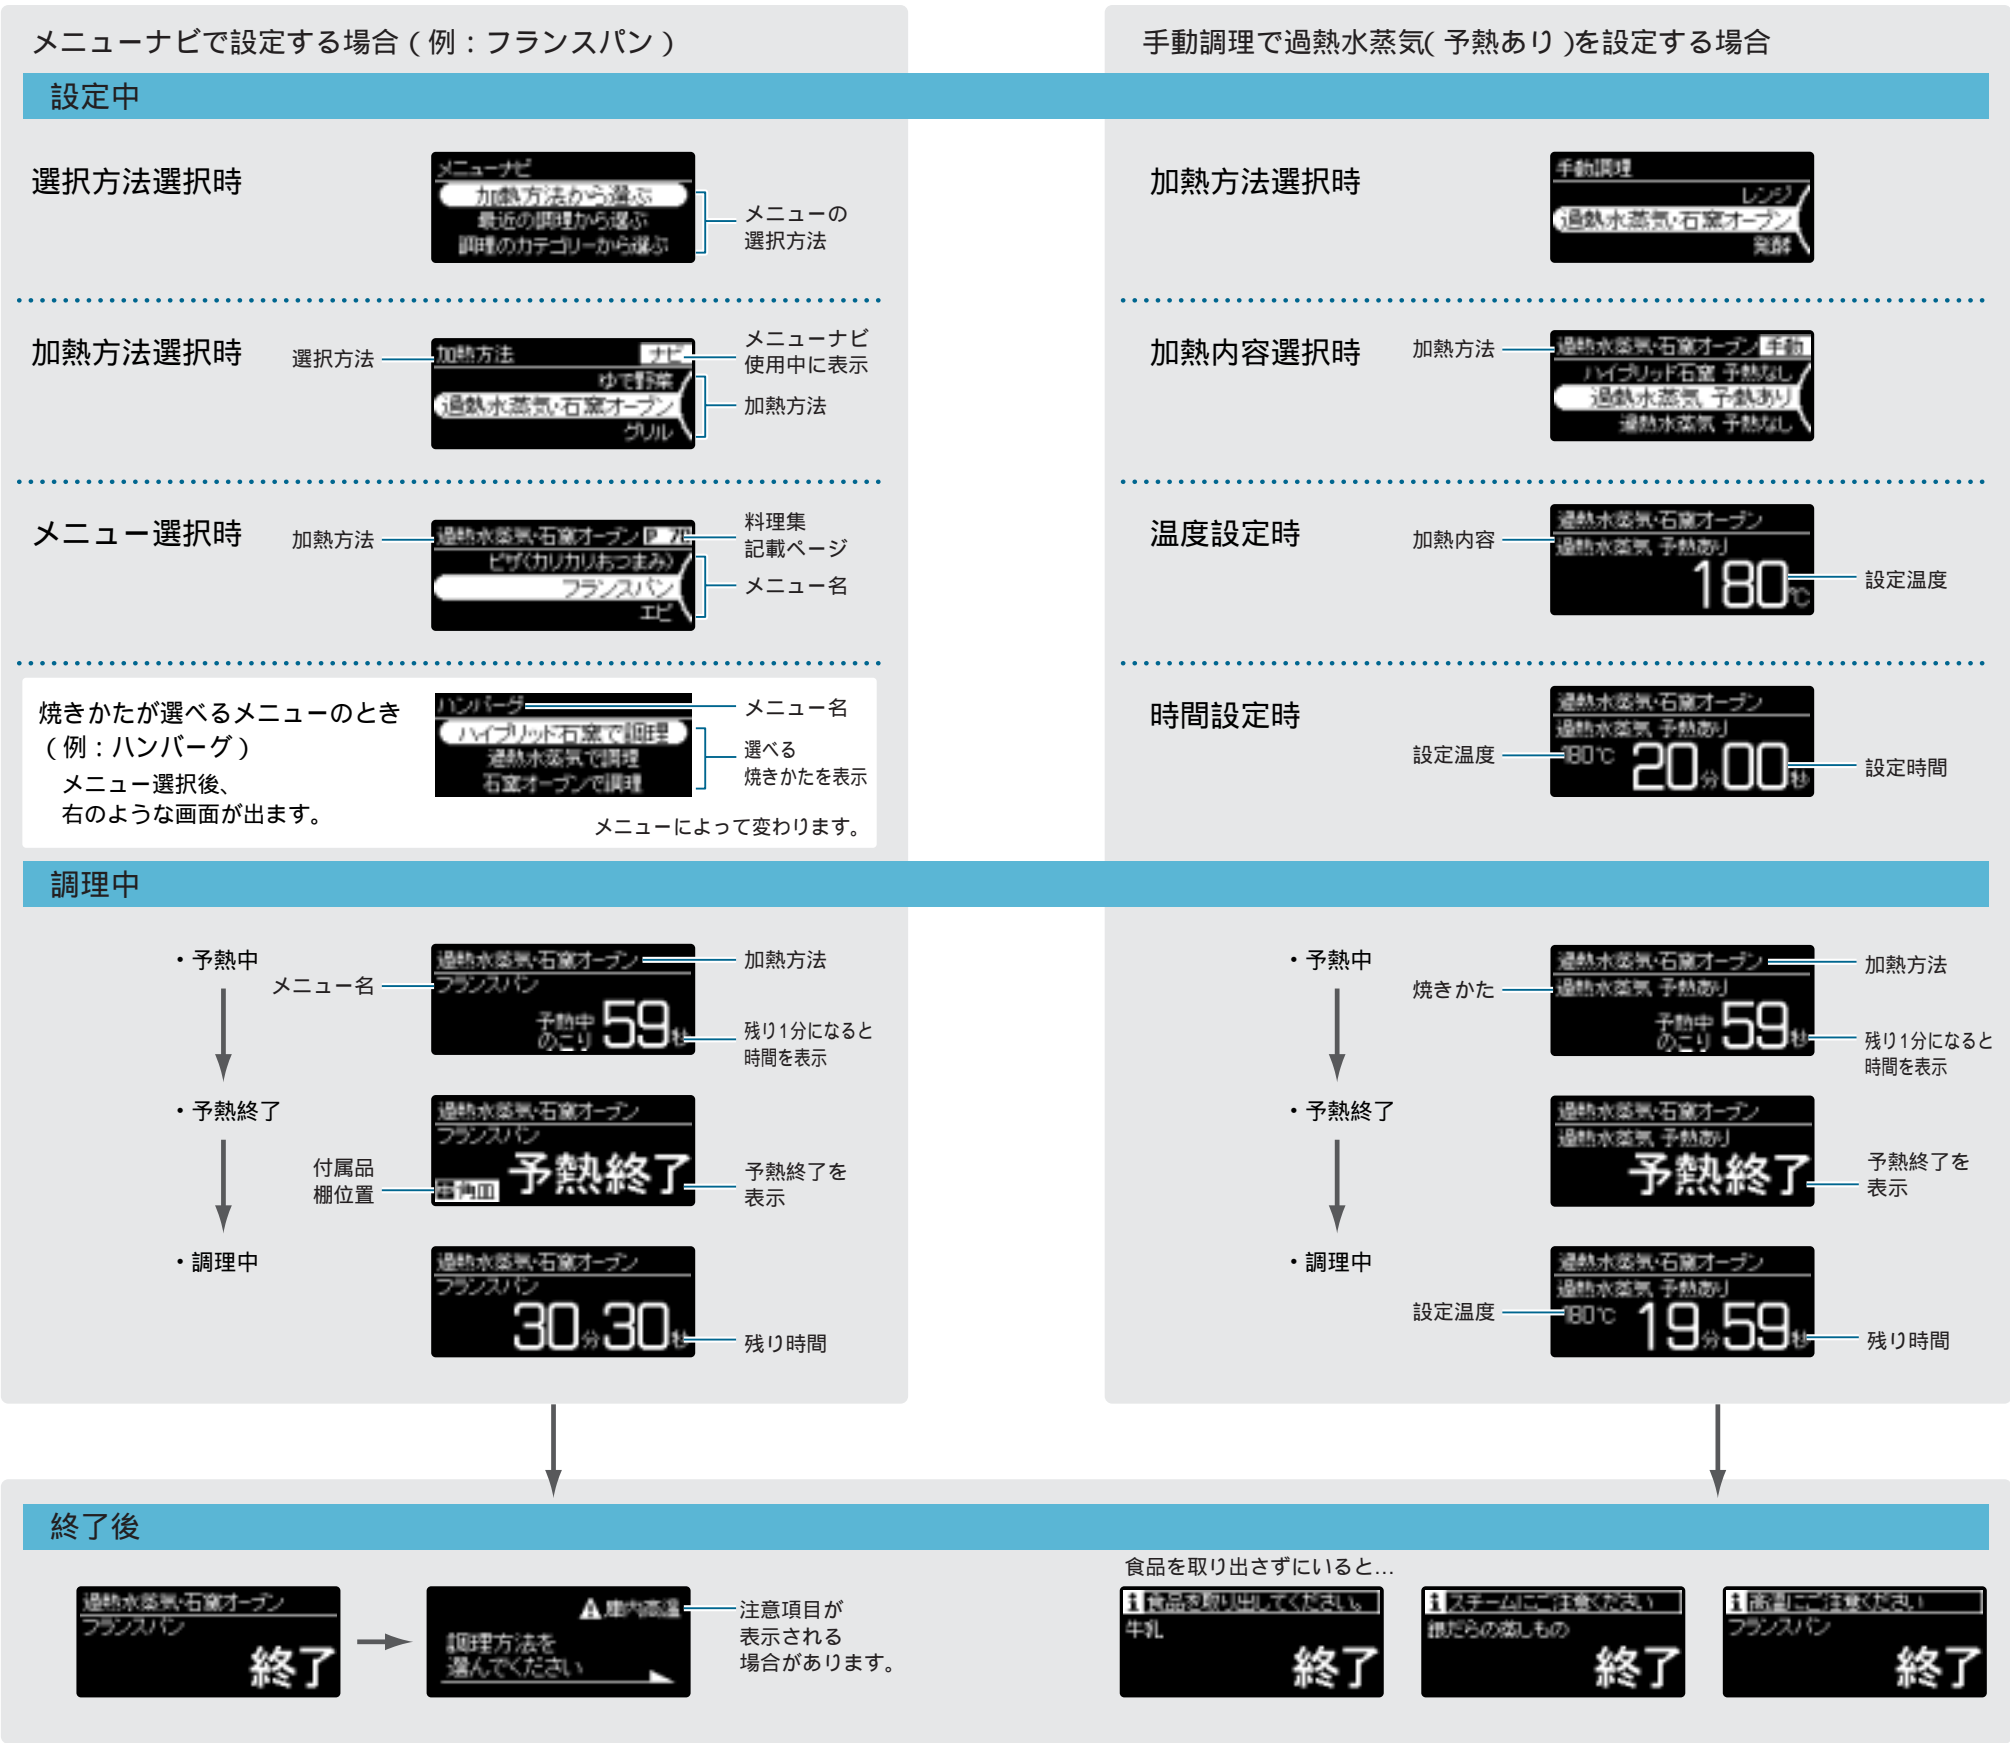 メニューナビで設定する場合(例:フランスパン)
手動調理で過熱水蒸気(予熱あり)を設定する場合
設定中
選択方法選択時
メニューナビ
加熱方法から選ぶ
最近の調理から選ぶ
調理のカテゴリーから選ぶ
メニューの
選択方法
加熱方法選択時
選択方法
加熱方法 ナビ
ゆで野菜
過熱水蒸気・石窯オーブン
グリル
メニューナビ
使用中に表示
加熱方法
メニュー選択時
加熱方法
過熱水蒸気・石窯オーブン P.
ピザ(カリカリおつまみ)
フランスパン
エピ
料理集
記載ページ
メニュー名
焼きかたが選べるメニューのとき
(例:ハンバーグ)
メニュー選択後、
右のような画面が出ます。
ハンバーグ
ハイブリッド石窯で調理
過熱水蒸気で調理
石窯オーブンで調理
メニュー名
選べる
焼きかたを表示
メニューによって変わります。
加熱方法選択時
手動調理
レンジ
過熱水蒸気・石窯オーブン
発酵
加熱内容選択時
加熱方法
過熱水蒸気・石窯オーブン 手動
ハイブリッド石窯 予熱なし
過熱水蒸気 予熱あり
過熱水蒸気 予熱なし
温度設定時
加熱内容
過熱水蒸気・石窯オーブン
過熱水蒸気 予熱あり
180℃
設定温度
時間設定時
設定温度
過熱水蒸気・石窯オーブン
過熱水蒸気 予熱あり
180℃ 20分00秒
設定時間
調理中
・予熱中
メニュー名
過熱水蒸気・石窯オーブン
フランスパン
予熱中
のこり 59秒
加熱方法
残り1分になると
時間を表示
・予熱終了
付属品
棚位置
過熱水蒸気・石窯オーブン
フランスパン
予熱終了
角皿
予熱終了を
表示
・調理中
過熱水蒸気・石窯オーブン
フランスパン
30分30秒
残り時間
・予熱中
焼きかた
過熱水蒸気・石窯オーブン
過熱水蒸気 予熱あり
予熱中
のこり 59秒
加熱方法
残り1分になると
時間を表示
・予熱終了
過熱水蒸気・石窯オーブン
過熱水蒸気 予熱あり
予熱終了
予熱終了を
表示
・調理中
設定温度
過熱水蒸気・石窯オーブン
過熱水蒸気 予熱あり
180℃ 19分59秒
残り時間
終了後
過熱水蒸気・石窯オーブン
フランスパン
終了
庫内高温
調理方法を
選んでください
注意項目が
表示される
場合があります。
食品を取り出さずにいると…
i 食品を取り出してください。
牛乳
終了
i スチームにご注意ください
銀だらの蒸しもの
終了
i 高温にご注意ください
フランスパン
終了